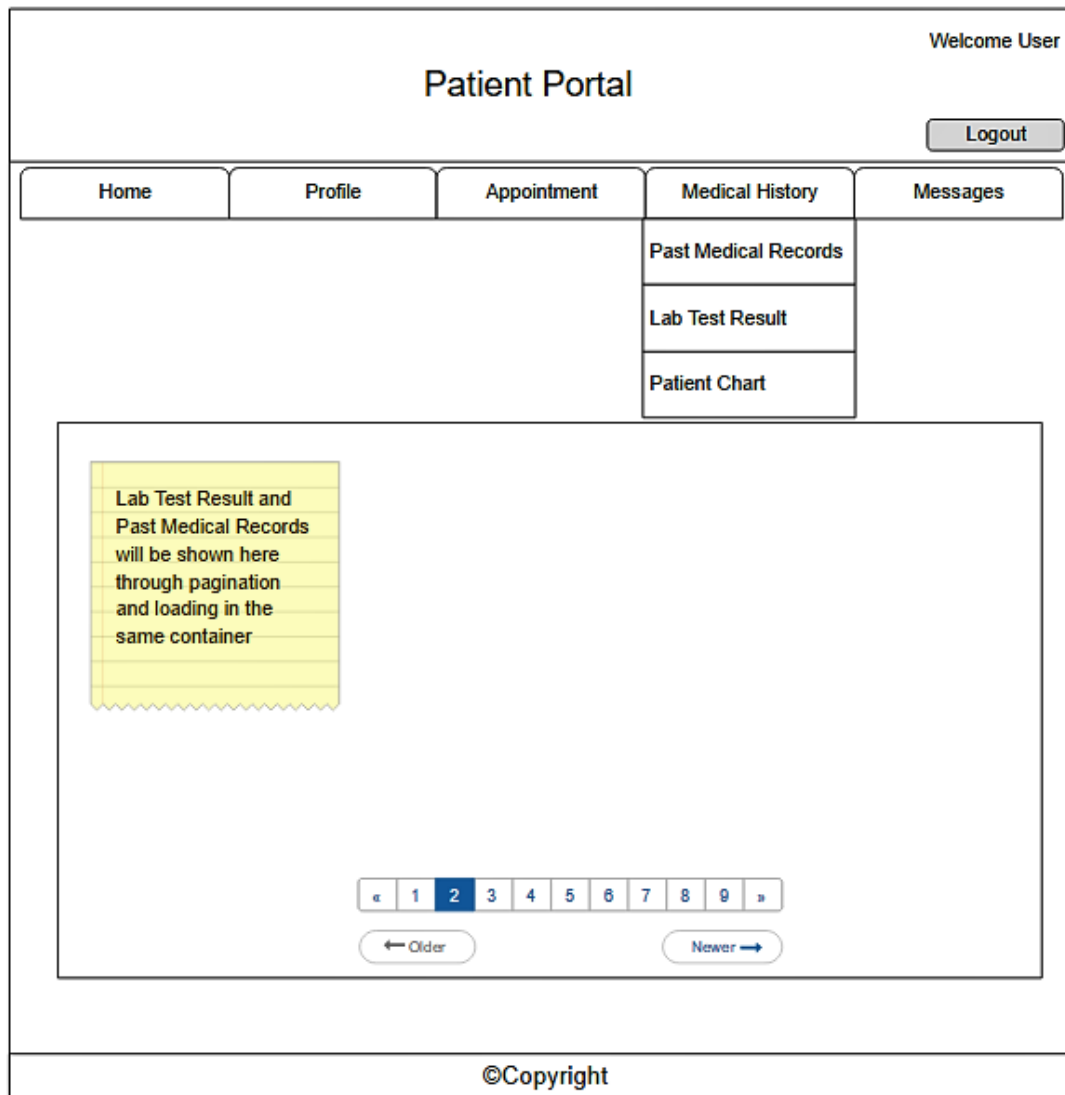 Welcome User
Patient Portal
Logout
Home Profile Appointment Medical History Messages
Past Medical Records
Lab Test Result
Patient Chart
Lab Test Result and
Past Medical Records
will be shown here
through pagination
and loading in the
same container
« 1 2 3 4 5 6 7 8 9 »
← Older Newer →
©Copyright